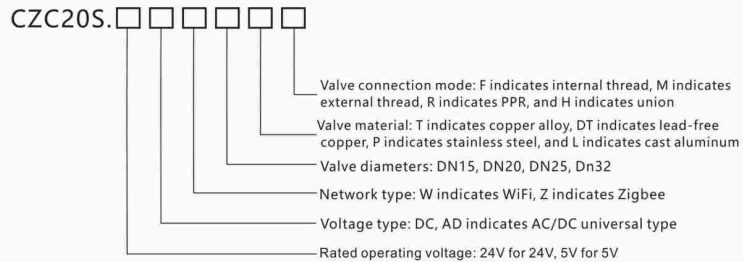 CZC20S.
Valve connection mode: F indicates internal thread, M indicates
external thread, R indicates PPR, and H indicates union
Valve material: T indicates copper alloy, DT indicates lead-free
copper, P indicates stainless steel, and L indicates cast aluminum
Valve diameters: DN15, DN20, DN25, Dn32
Network type: W indicates WiFi, Z indicates Zigbee
Voltage type: DC, AD indicates AC/DC universal type
Rated operating voltage: 24V for 24V, 5V for 5V